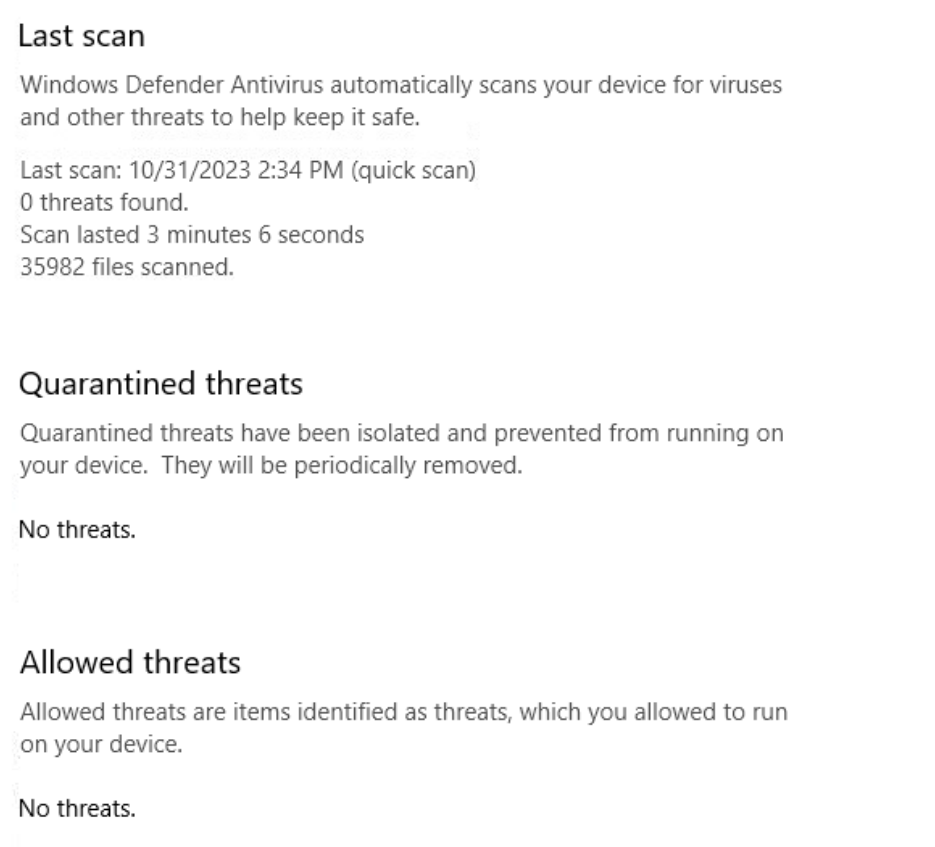 Last scan
Windows Defender Antivirus automatically scans your device for viruses
and other threats to help keep it safe.
Last scan: 10/31/2023 2:34 PM (quick scan)
0 threats found.
Scan lasted 3 minutes 6 seconds
35982 files scanned.
Quarantined threats
Quarantined threats have been isolated and prevented from running on
your device.  They will be periodically removed.
No threats.
Allowed threats
Allowed threats are items identified as threats, which you allowed to run
on your device.
No threats.